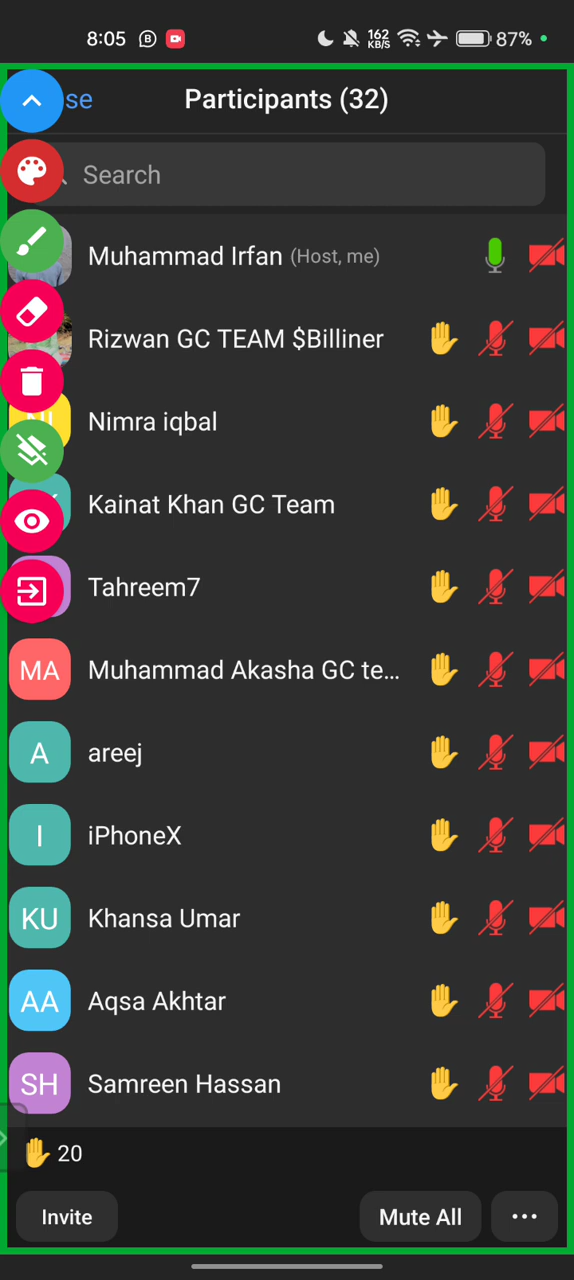 8:05 B 162 KB/S 87%
se Participants (32)
Search
Muhammad Irfan (Host, me)
Rizwan GC TEAM $Billiner
Nimra iqbal
Kainat Khan GC Team
Tahreem7
MA Muhammad Akasha GC te...
A areej
I iPhoneX
KU Khansa Umar
AA Aqsa Akhtar
SH Samreen Hassan
20
Invite Mute All